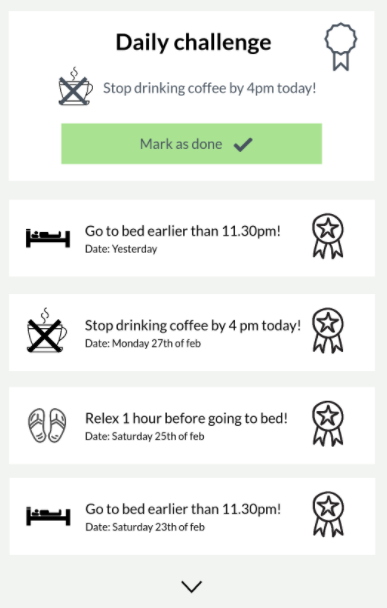 Daily challenge
Stop drinking coffee by 4pm today!
Mark as done
Go to bed earlier than 11.30pm!
Date: Yesterday
Stop drinking coffee by 4 pm today!
Date: Monday 27th of feb
Relex 1 hour before going to bed!
Date: Saturday 25th of feb
Go to bed earlier than 11.30pm!
Date: Saturday 23th of feb